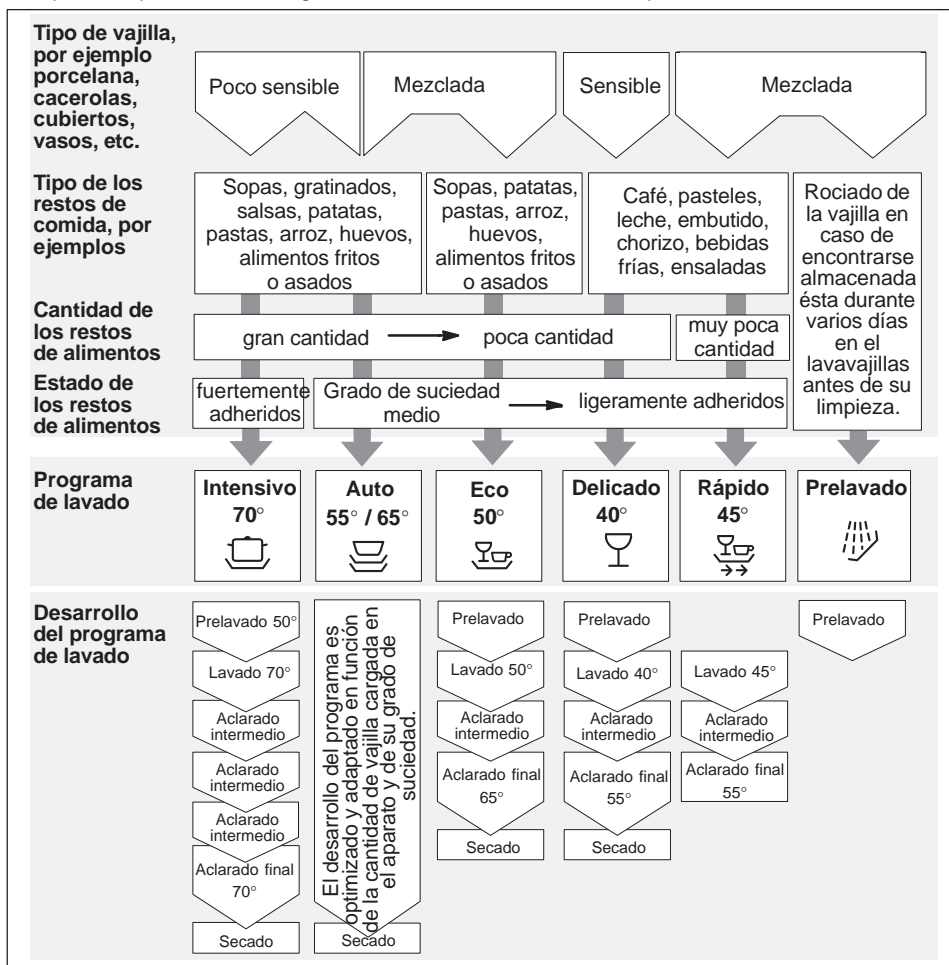 Tipo de vajilla,
por ejemplo
porcelana,
cacerolas,
cubiertos,
vasos, etc.
Poco sensible
Mezclada
Sensible
Mezclada
Tipo de los
restos de
comida, por
ejemplos
Sopas, gratinados,
salsas, patatas,
pastas, arroz, huevos,
alimentos fritos
o asados
Sopas, patatas,
pastas, arroz,
huevos,
alimentos fritos
o asados
Café, pasteles,
leche, embutido,
chorizo, bebidas
frías, ensaladas
Rociado de
la vajilla en
caso de
encontrarse
almacenada
ésta durante
varios días
en el
lavavajillas
antes de su
limpieza.
Cantidad de
los restos
de alimentos
gran cantidad
poca cantidad
muy poca
cantidad
Estado de
los restos
de alimentos
fuertemente
adheridos
Grado de suciedad
medio
ligeramente adheridos
Programa
de lavado
Intensivo
70°
Auto
55° / 65°
Eco
50°
Delicado
40°
Rápido
45°
Prelavado
Desarrollo
del programa
de lavado
Prelavado 50°
Lavado 70°
Aclarado
intermedio
Aclarado
intermedio
Aclarado
intermedio
Aclarado final
70°
Secado
El desarrollo del programa es
optimizado y adaptado en función
de la cantidad de vajilla cargada en
el aparato y de su grado de
suciedad.
Secado
Prelavado
Lavado 50°
Aclarado
intermedio
Aclarado final
65°
Secado
Prelavado
Lavado 40°
Aclarado
intermedio
Aclarado final
55°
Secado
Lavado 45°
Aclarado
intermedio
Aclarado final
55°
Prelavado